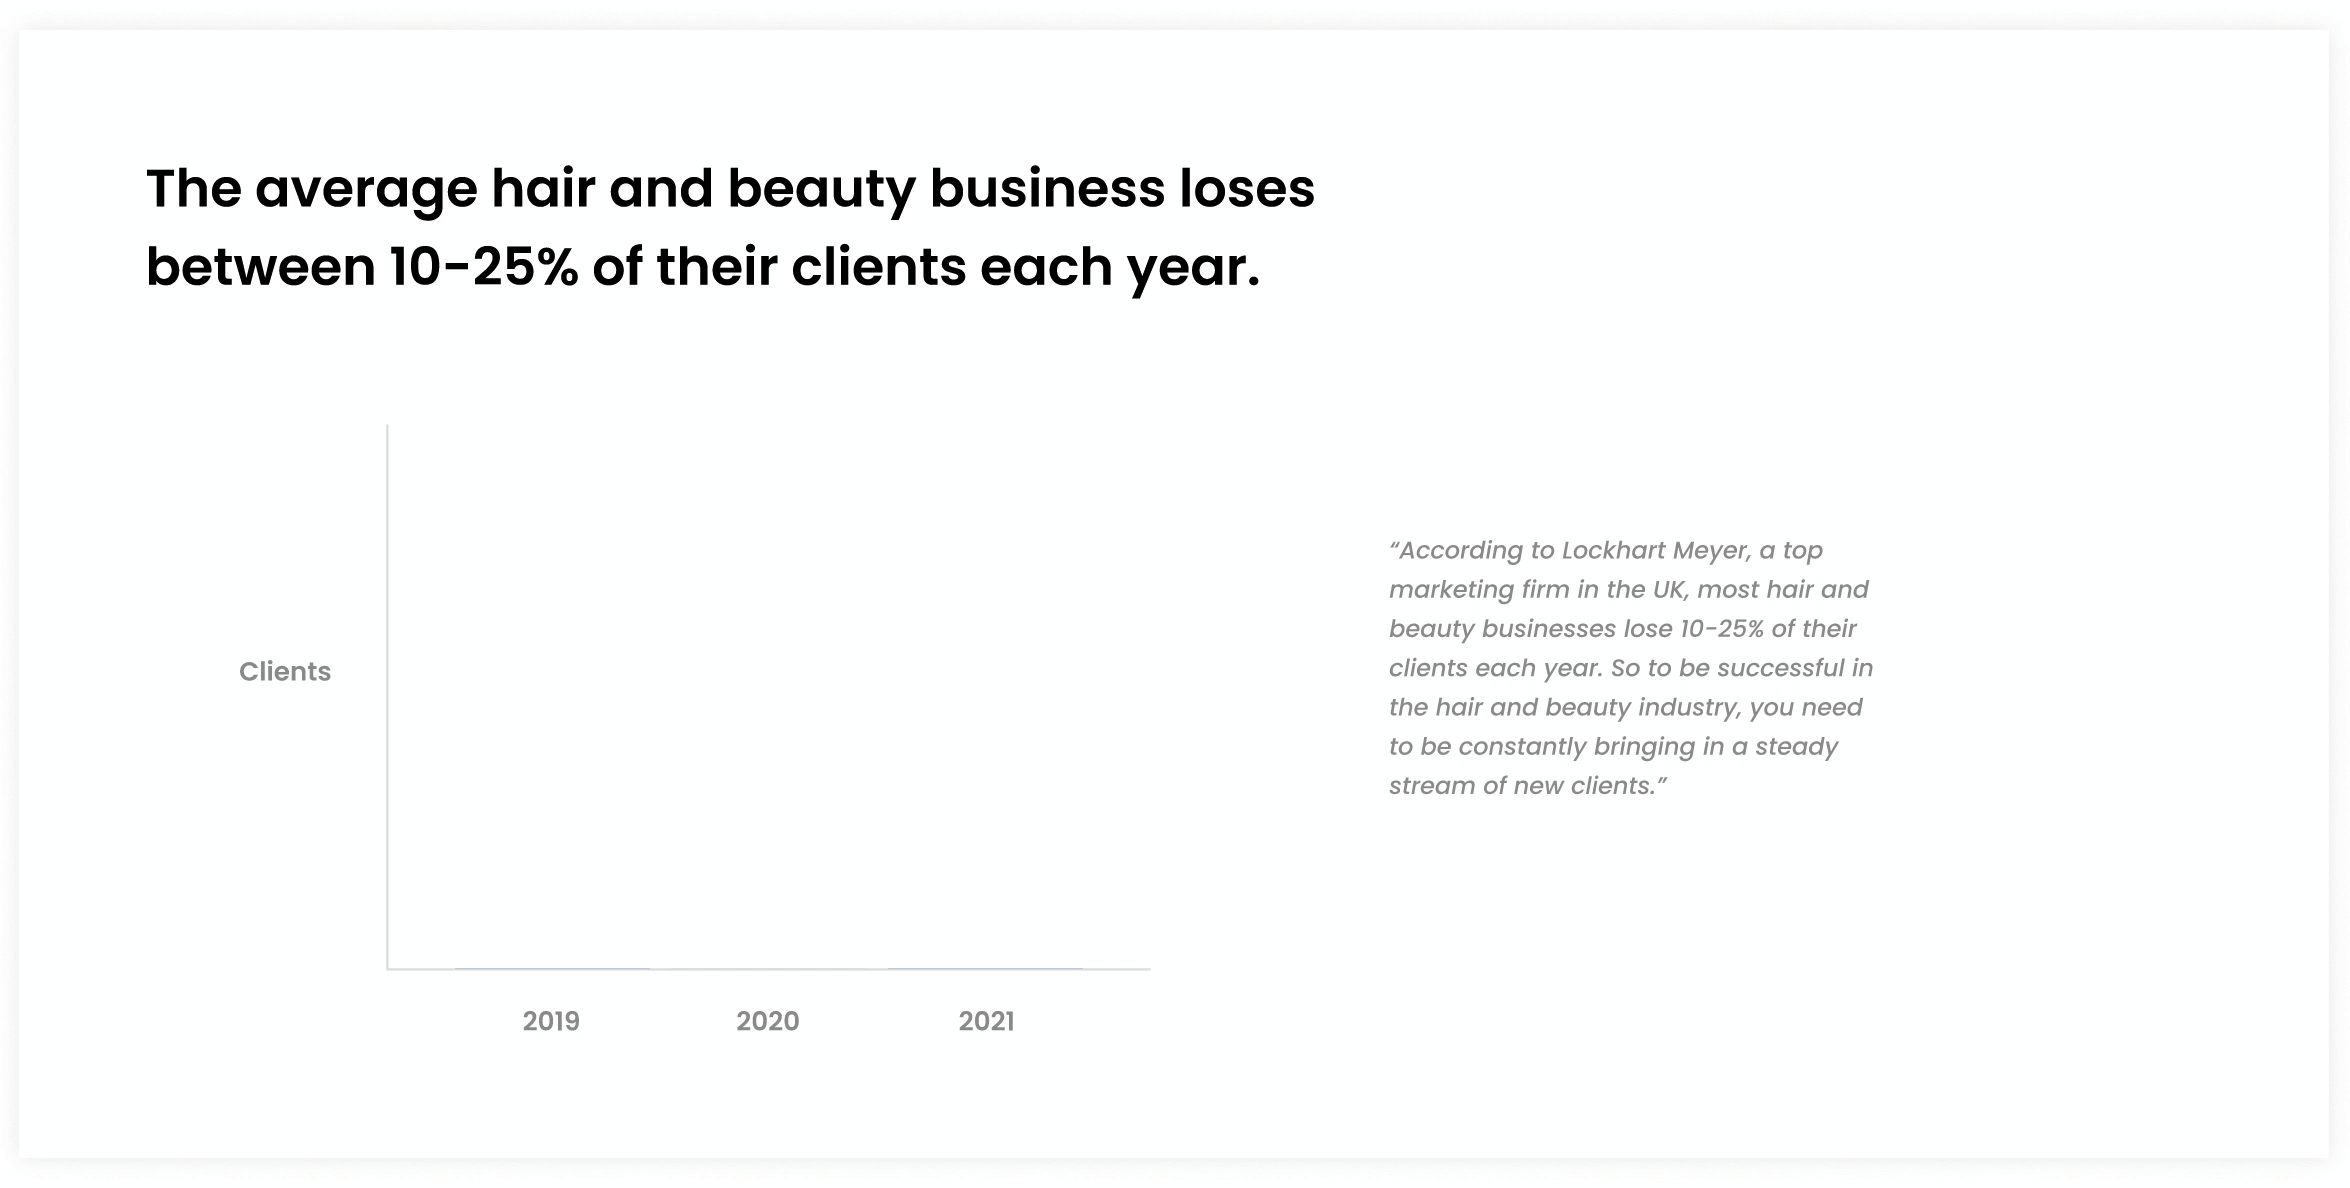 The average hair and beauty business loses
between 10-25% of their clients each year.
Clients
2019
2020
2021
“According to Lockhart Meyer, a top
marketing firm in the UK, most hair and
beauty businesses lose 10-25% of their
clients each year. So to be successful in
the hair and beauty industry, you need
to be constantly bringing in a steady
stream of new clients.”